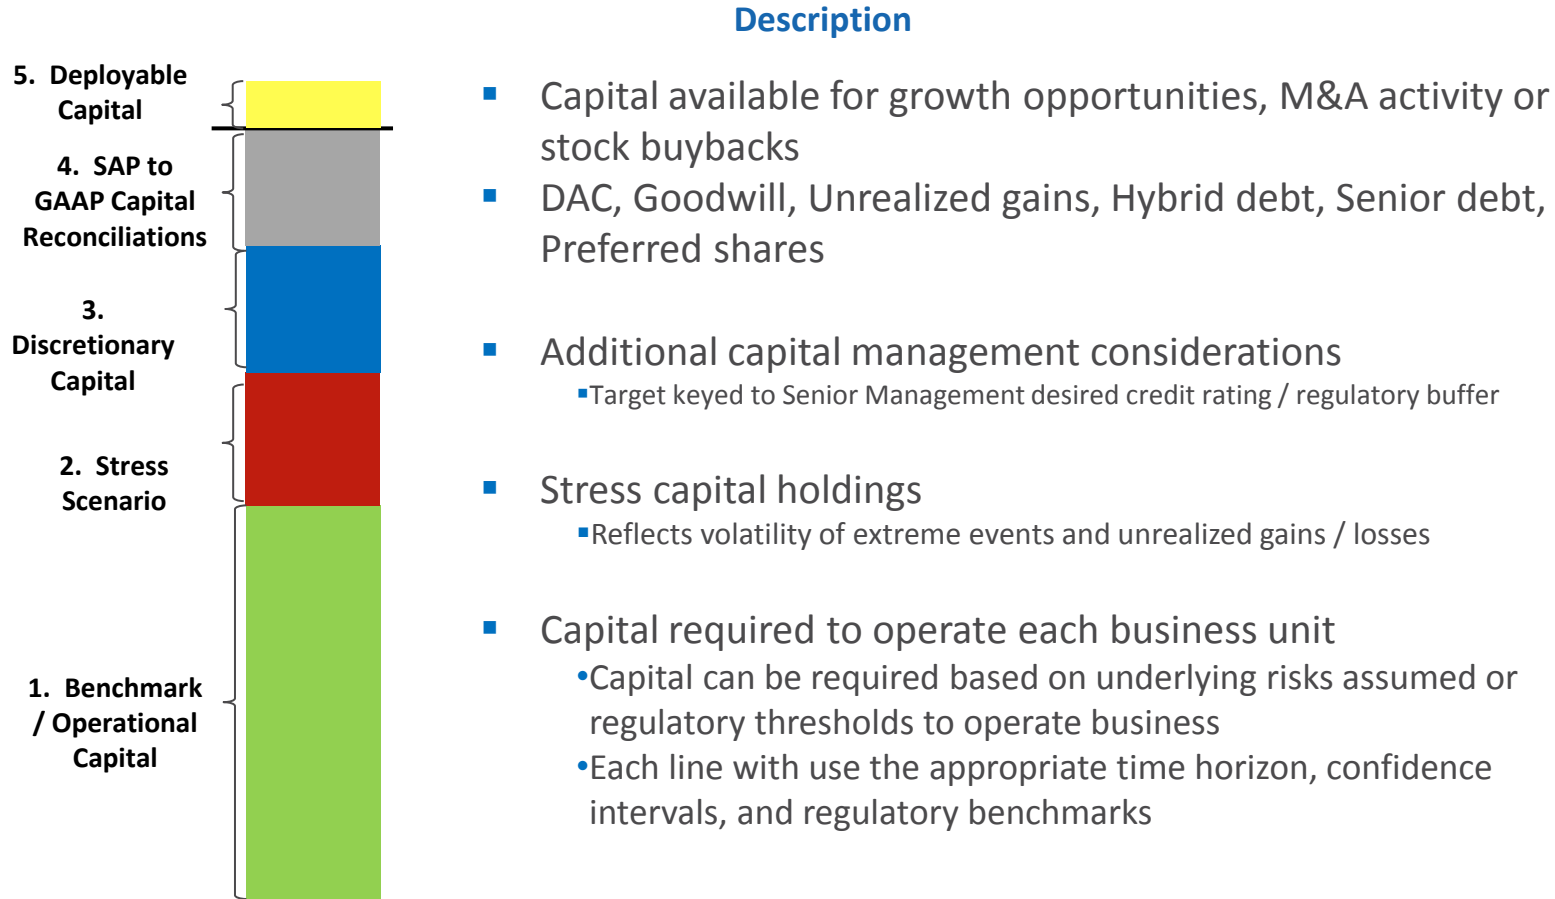 Description
5. Deployable
Capital
▪ Capital available for growth opportunities, M&A activity or
stock buybacks
4. SAP to
GAAP Capital
Reconciliations
▪ DAC, Goodwill, Unrealized gains, Hybrid debt, Senior debt,
Preferred shares
3.
Discretionary
Capital
▪ Additional capital management considerations
▪Target keyed to Senior Management desired credit rating / regulatory buffer
2. Stress
Scenario
▪ Stress capital holdings
▪Reflects volatility of extreme events and unrealized gains / losses
1. Benchmark
/ Operational
Capital
▪ Capital required to operate each business unit
•Capital can be required based on underlying risks assumed or
regulatory thresholds to operate business
•Each line with use the appropriate time horizon, confidence
intervals, and regulatory benchmarks